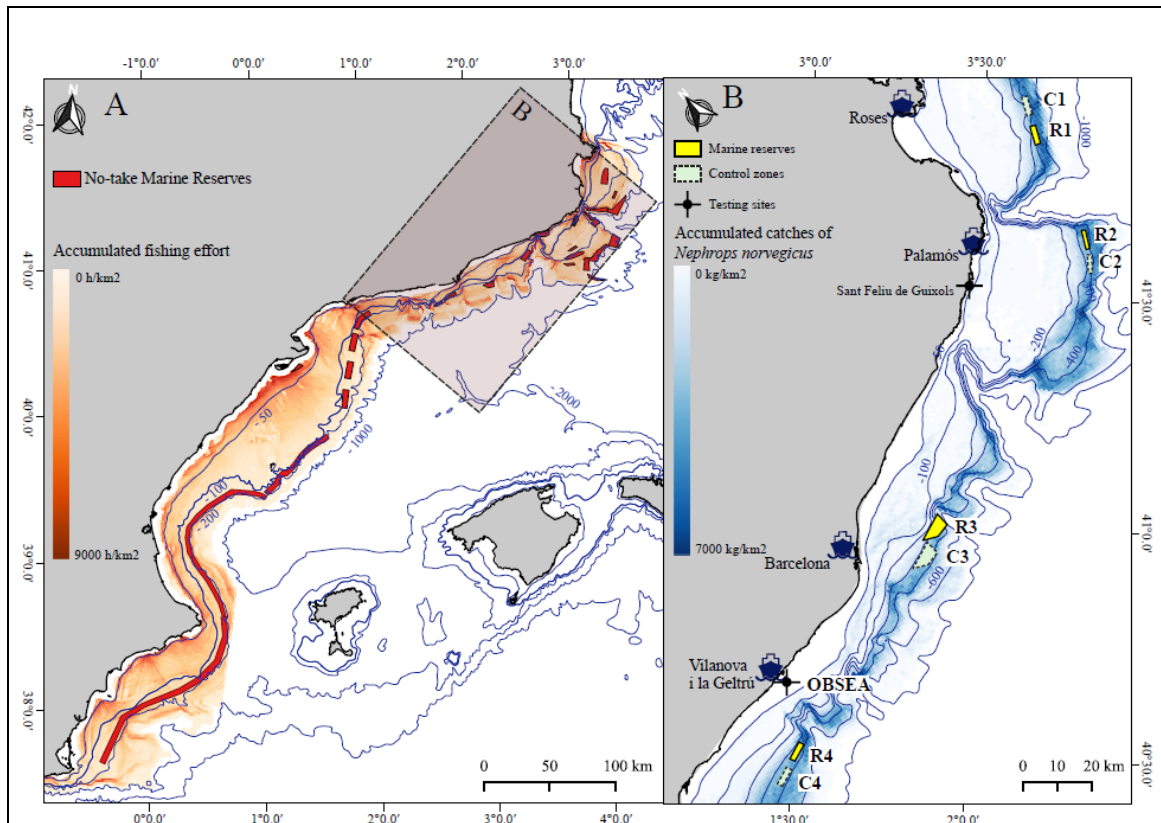 -1°0.0' 0°0.0' 1°0.0' 2°0.0' 3°0.0'
N
A
B
No-take Marine Reserves
Accumulated fishing effort
0 h/km2
9000 h/km2
42°0.0'
41°0.0'
40°0.0'
39°0.0'
38°0.0'
-50
-100
-200
-1000
-2000
0 50 100 km
0°0.0' 1°0.0' 2°0.0' 3°0.0' 4°0.0'
3°0.0' 3°30.0'
N
B
Marine reserves
Control zones
Testing sites
Accumulated catches of
Nephrops norvegicus
0 kg/km2
7000 kg/km2
Roses
C1
R1
-1000
R2
C2
Palamós
Sant Feliu de Guixols
41°30.0'
-50
-200
-400
-100
R3
C3
41°0.0'
-600
Barcelona
Vilanova
i la Geltrú
OBSEA
R4
C4
40°30.0'
0 10 20 km
1°30.0' 2°0.0'